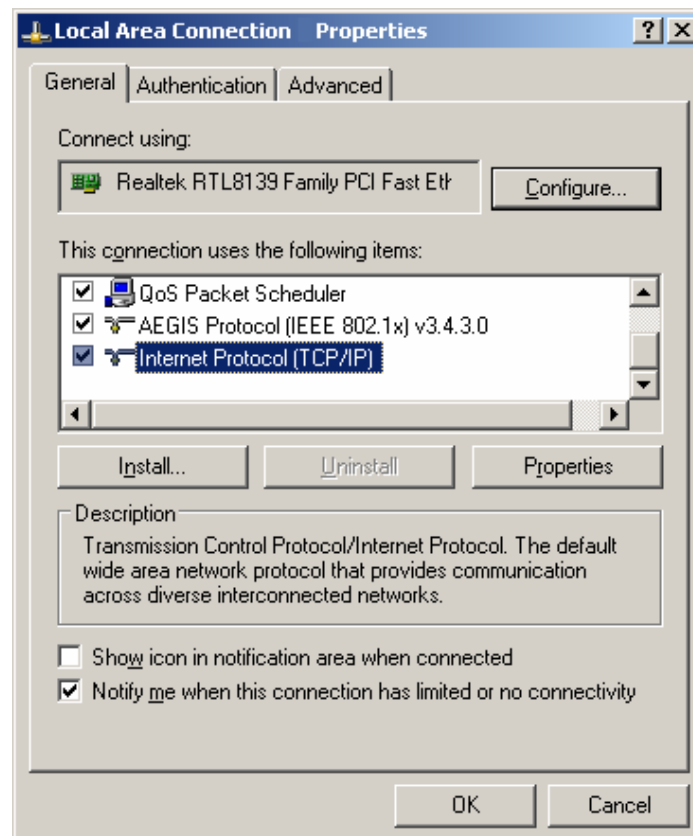 Local Area Connection Properties
General Authentication Advanced
Connect using:
Realtek RTL8139 Family PCI Fast Eth
Configure...
This connection uses the following items:
QoS Packet Scheduler
AEGIS Protocol (IEEE 802.1x) v3.4.3.0
Internet Protocol (TCP/IP)
Install... Uninstall Properties
Description
Transmission Control Protocol/Internet Protocol. The default
wide area network protocol that provides communication
across diverse interconnected networks.
Show icon in notification area when connected
Notify me when this connection has limited or no connectivity
OK Cancel